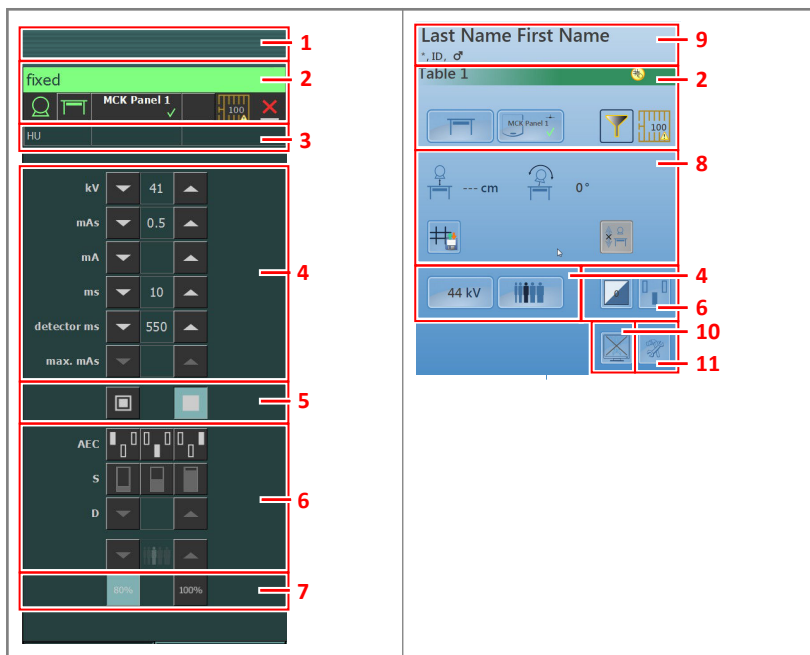 1
fixed
2
MCK Panel 1
100
HU
3
kV 41
mAs 0.5
mA
4
ms 10
detector ms 550
max. mAs
5
AEC
S
6
D
80% 100%
7
Last Name First Name
9
*, ID, ♂
Table 1
2
MCK Panel 1
100
8
--- cm 0°
4
44 kV
0
6
10
11